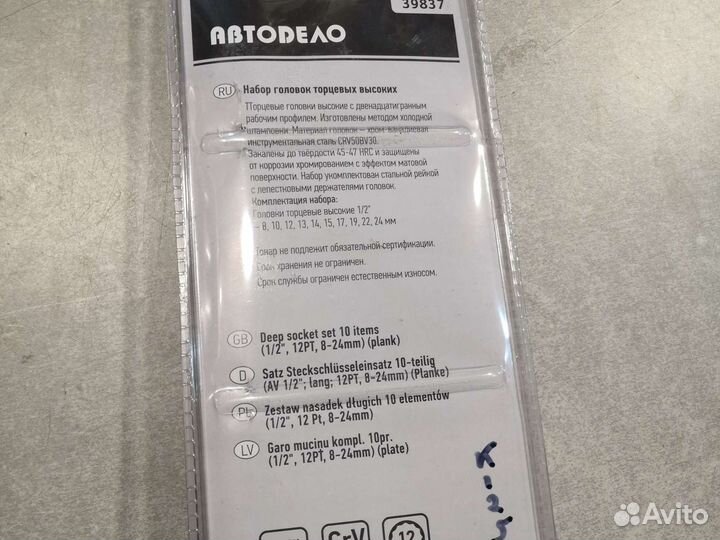 39837
АВТОDЕЛО
RU Набор головок торцевых высоких
Торцевые головки высокие с двенадцатигранным
рабочим профилем. Изготовлены методом холодной
штамповки. Материал головок – хром-ванадиевая
инструментальная сталь CRV50BV30.
Закалены до твёрдости 45-47 HRC и защищены
от коррозии хромированием с эффектом матовой
поверхности. Набор укомплектован стальной рейкой
с лепестковыми держателями головок.
Комплектация набора:
Головки торцевые высокие 1/2"
– 8, 10, 12, 13, 14, 15, 17, 19, 22, 24 мм
Товар не подлежит обязательной сертификации.
Срок хранения не ограничен.
Срок службы ограничен естественным износом.
GB Deep socket set 10 items
(1/2", 12PT, 8-24mm) (plank)
D Satz Steckschlüsseleinsatz 10-teilig
(AV 1/2"; lang; 12PT, 8-24mm) (Planke)
PL Zestaw nasadek długich 10 elementów
(1/2", 12 Pt, 8-24mm)
LV Garo muciņu kompl. 10pr.
(1/2", 12PT, 8-24mm) (plate)
CrV
12
Avito